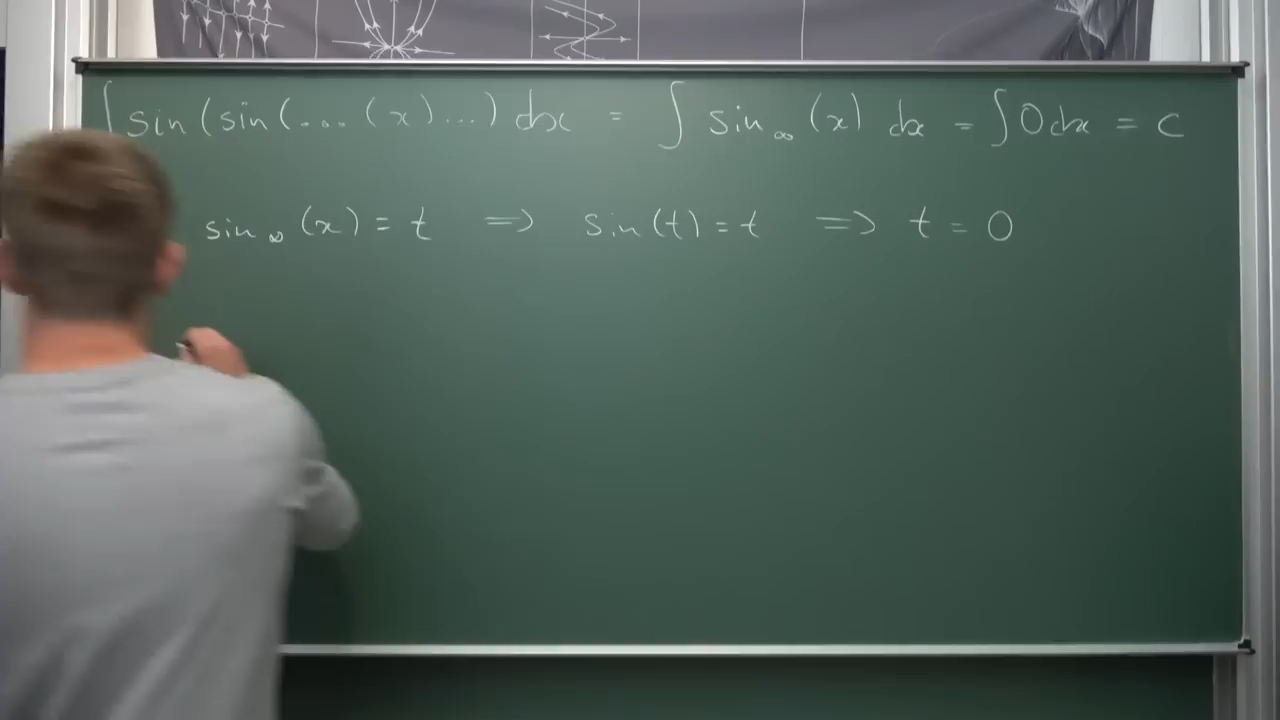 ∫ sin(sin(...(x)...) dx = ∫ sin∞(x) dx = ∫ 0 dx = c
sin∞(x) = t ⇒ sin(t) = t ⇒ t = 0